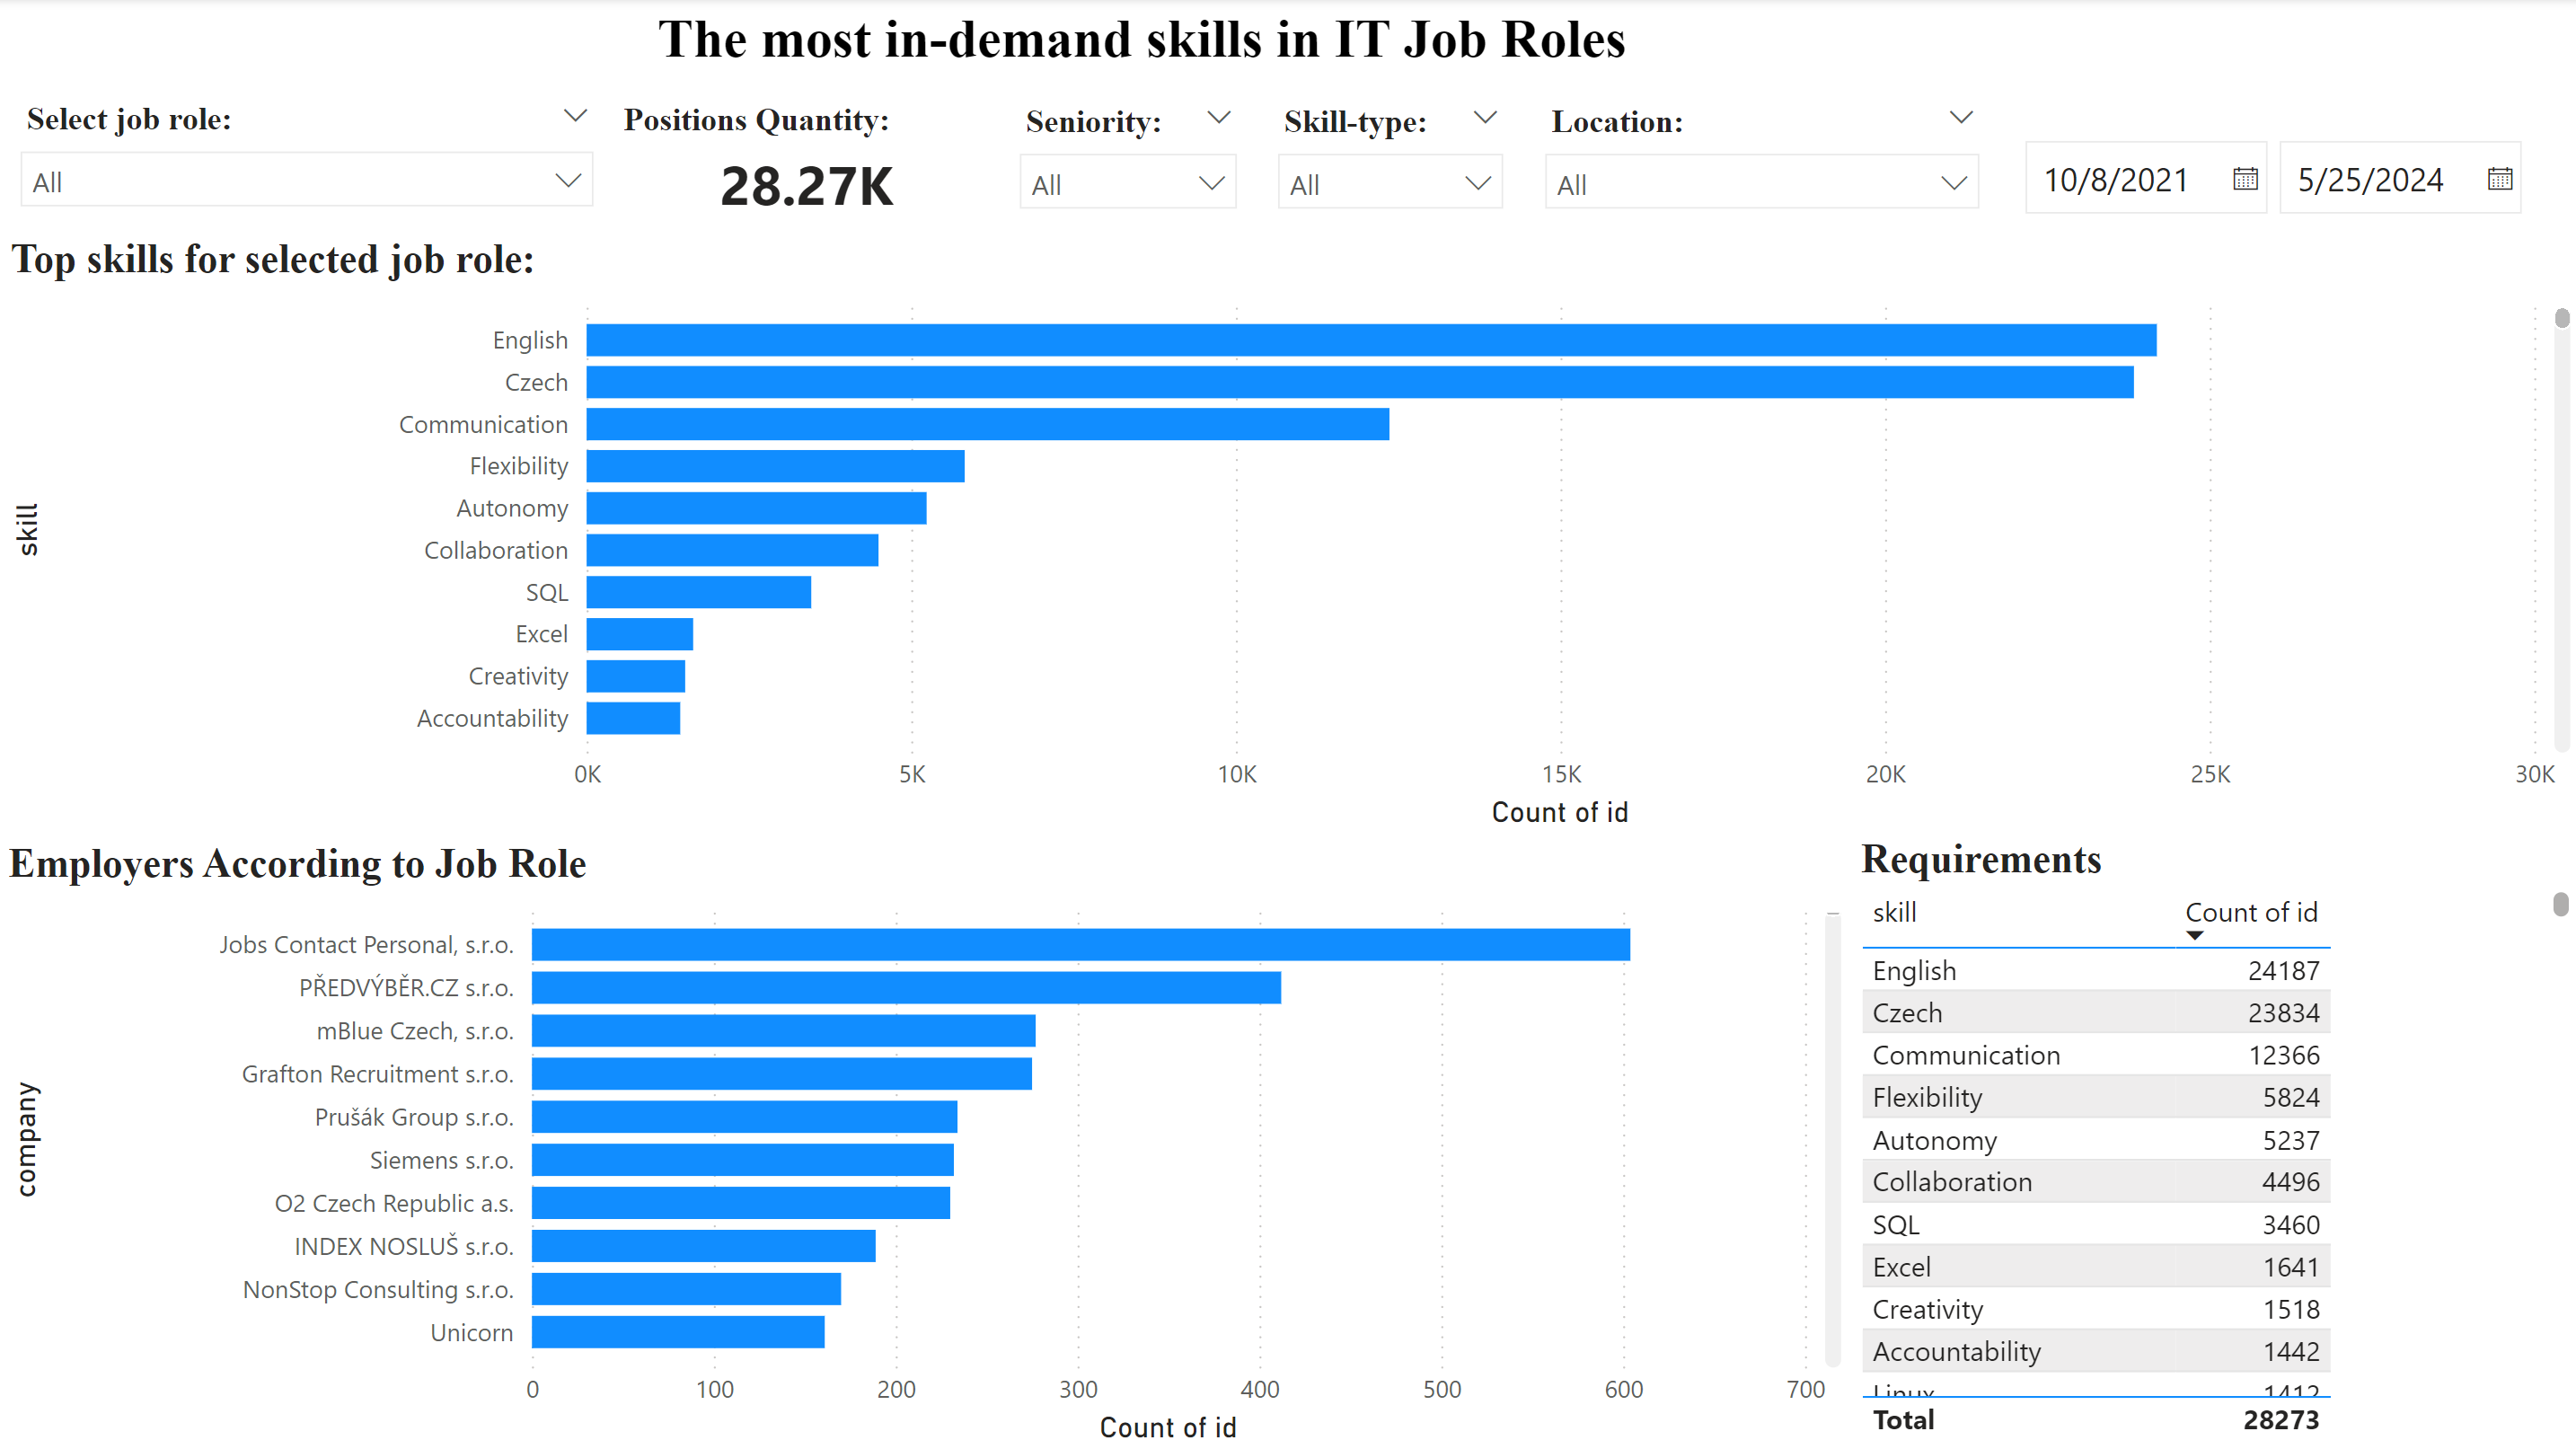 The most in-demand skills in IT Job Roles
Select job role:
All
Positions Quantity:
28.27K
Seniority:
All
Skill-type:
All
Location:
All
10/8/2021
5/25/2024
Top skills for selected job role:
skill
English
Czech
Communication
Flexibility
Autonomy
Collaboration
SQL
Excel
Creativity
Accountability
0K 5K 10K 15K 20K 25K 30K
Count of id
Employers According to Job Role
company
Jobs Contact Personal, s.r.o.
PŘEDVÝBĚR.CZ s.r.o.
mBlue Czech, s.r.o.
Grafton Recruitment s.r.o.
Prušák Group s.r.o.
Siemens s.r.o.
O2 Czech Republic a.s.
INDEX NOSLUŠ s.r.o.
NonStop Consulting s.r.o.
Unicorn
0 100 200 300 400 500 600 700
Count of id
Requirements
skill Count of id
English 24187
Czech 23834
Communication 12366
Flexibility 5824
Autonomy 5237
Collaboration 4496
SQL 3460
Excel 1641
Creativity 1518
Accountability 1442
Linux 1412
Total 28273